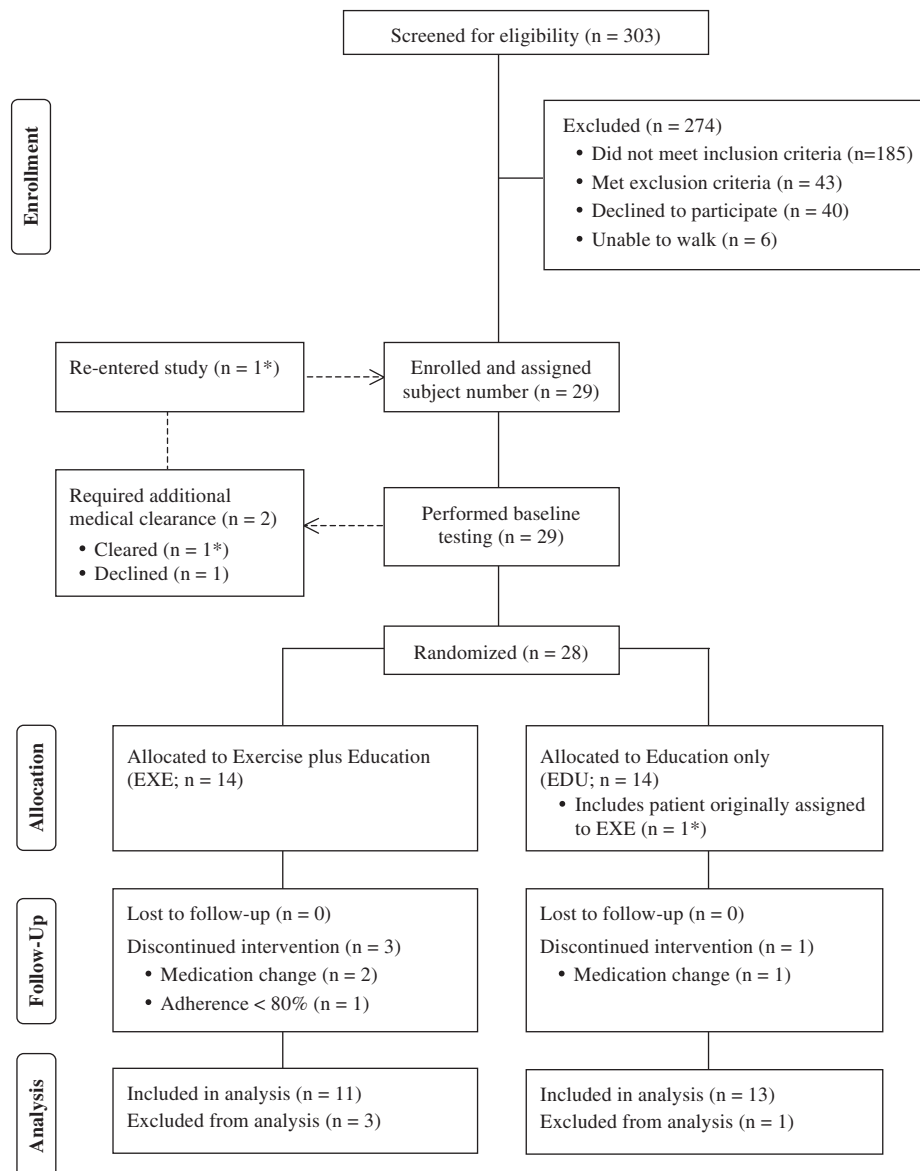 Screened for eligibility (n = 303)
Enrollment
Excluded (n = 274)
• Did not meet inclusion criteria (n=185)
• Met exclusion criteria (n = 43)
• Declined to participate (n = 40)
• Unable to walk (n = 6)
Re-entered study (n = 1*)
Enrolled and assigned
subject number (n = 29)
Required additional
medical clearance (n = 2)
• Cleared (n = 1*)
• Declined (n = 1)
Performed baseline
testing (n = 29)
Randomized (n = 28)
Allocation
Allocated to Exercise plus Education
(EXE; n = 14)
Allocated to Education only
(EDU; n = 14)
• Includes patient originally assigned
to EXE (n = 1*)
Follow-Up
Lost to follow-up (n = 0)
Discontinued intervention (n = 3)
• Medication change (n = 2)
• Adherence < 80% (n = 1)
Lost to follow-up (n = 0)
Discontinued intervention (n = 1)
• Medication change (n = 1)
Analysis
Included in analysis (n = 11)
Excluded from analysis (n = 3)
Included in analysis (n = 13)
Excluded from analysis (n = 1)